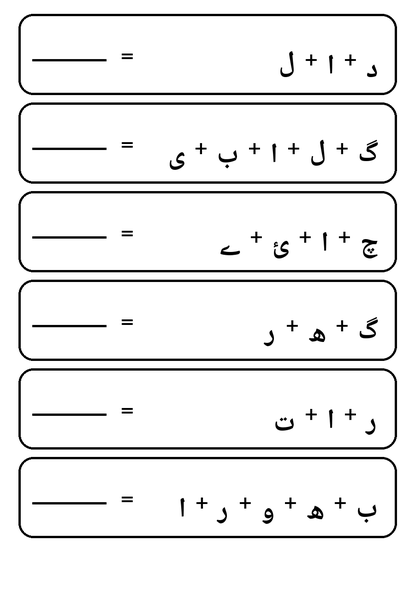 د + ا + ل = ______
گ + ل + ا + ب + ی = ______
چ + ا + ئ + ے = ______
گ + ھ + ر = ______
ر + ا + ت = ______
ب + ھ + و + ر + ا = ______